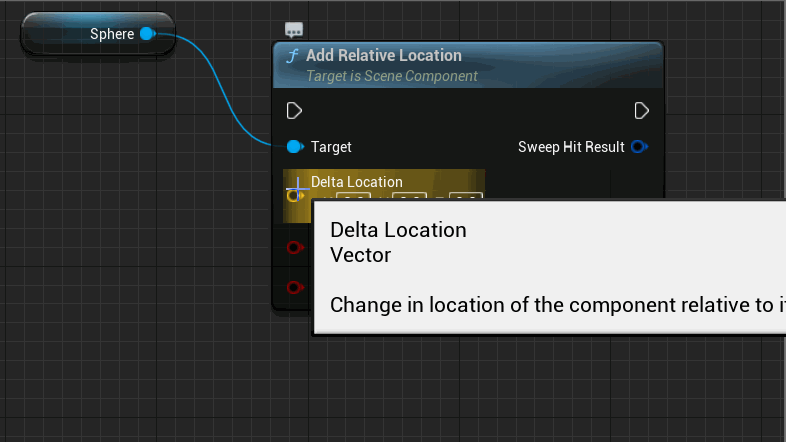 Sphere
f Add Relative Location
Target is Scene Component
Target
Sweep Hit Result
Delta Location
Delta Location
Vector
Change in location of the component relative to